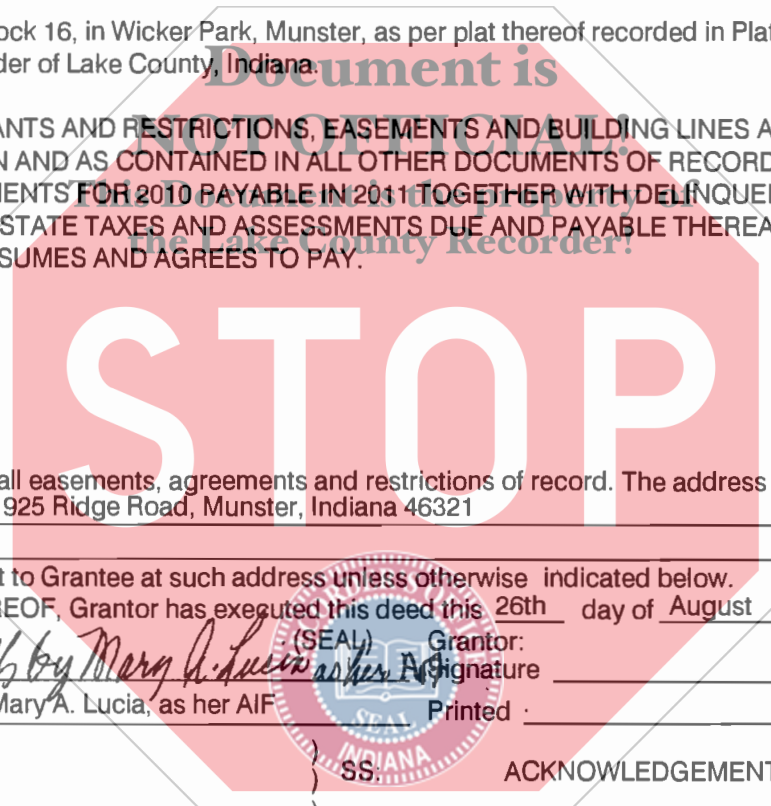 ock 16, in Wicker Park, Munster, as per plat thereof recorded in Plat
der of Lake County, Indiana.
Document is
NOT OFFICIAL!
ANTS AND RESTRICTIONS, EASEMENTS AND BUILDING LINES A
N AND AS CONTAINED IN ALL OTHER DOCUMENTS OF RECORD
MENTS FOR 2010 PAYABLE IN 2011 TOGETHER WITH DELINQUE
This Document is the property of
STATE TAXES AND ASSESSMENTS DUE AND PAYABLE THEREA
the Lake County Recorder!
SUMES AND AGREES TO PAY.
STOP
all easements, agreements and restrictions of record. The address
925 Ridge Road, Munster, Indiana 46321
t to Grantee at such address unless otherwise indicated below.
REOF, Grantor has executed this deed this 26th day of August
(SEAL) Grantor:
by Mary A. Lucia as her AIF Signature
Mary A. Lucia, as her AIF Printed
SEAL
INDIANA
) SS: ACKNOWLEDGEMENT
)